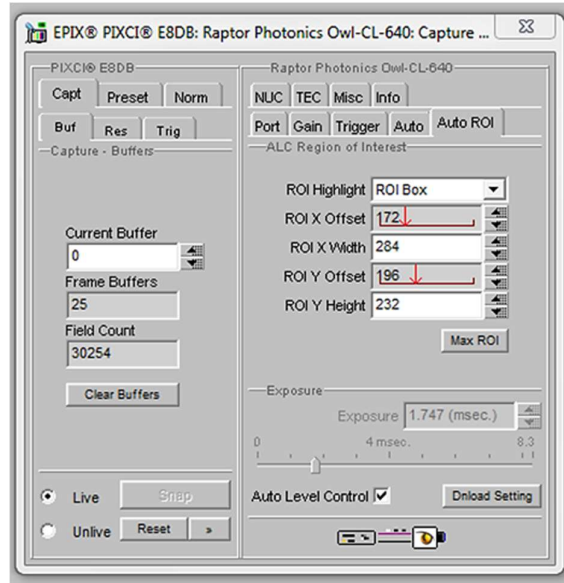 EPIX® PIXCI® E8DB: Raptor Photonics Owl-CL-640: Capture ...
PIXCI® E8DB
Capt Preset Norm
Buf Res Trig
Capture - Buffers
Current Buffer
0
Frame Buffers
25
Field Count
30254
Clear Buffers
Live Snap
Unlive Reset »
Raptor Photonics Owl-CL-640
NUC TEC Misc Info
Port Gain Trigger Auto Auto ROI
ALC Region of Interest
ROI Highlight ROI Box
ROI X Offset 172
ROI X Width 284
ROI Y Offset 196
ROI Y Height 232
Max ROI
Exposure
Exposure 1.747 (msec.)
0 4 msec. 8.3
Auto Level Control Dnload Setting